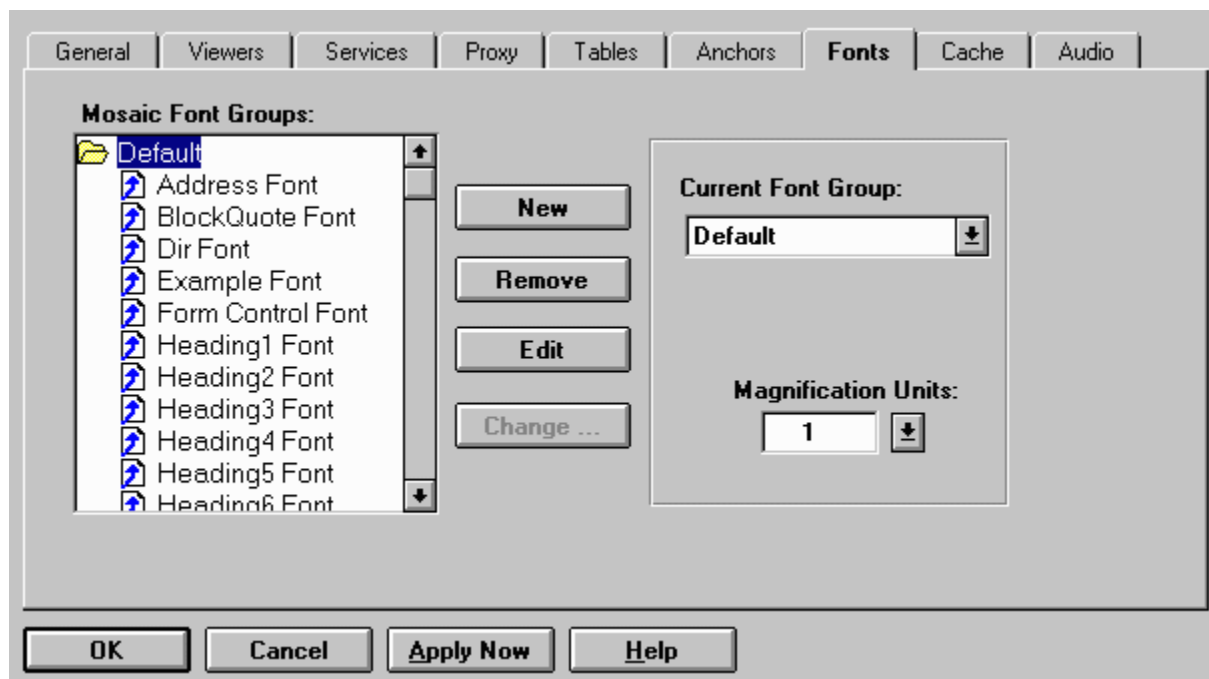 General Viewers Services Proxy Tables Anchors Fonts Cache Audio
Mosaic Font Groups:
Default
Address Font
BlockQuote Font
Dir Font
Example Font
Form Control Font
Heading1 Font
Heading2 Font
Heading3 Font
Heading4 Font
Heading5 Font
Heading6 Font
New
Remove
Edit
Change ...
Current Font Group:
Default
Magnification Units:
1
OK Cancel Apply Now Help